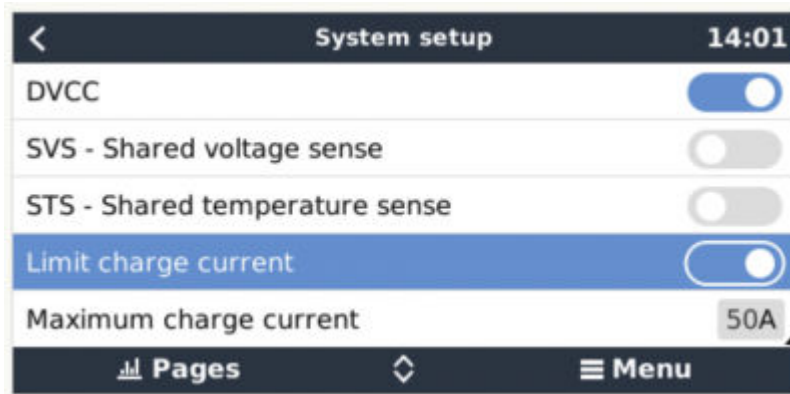 System setup 14:01
DVCC
SVS - Shared voltage sense
STS - Shared temperature sense
Limit charge current
Maximum charge current 50A
Pages Menu